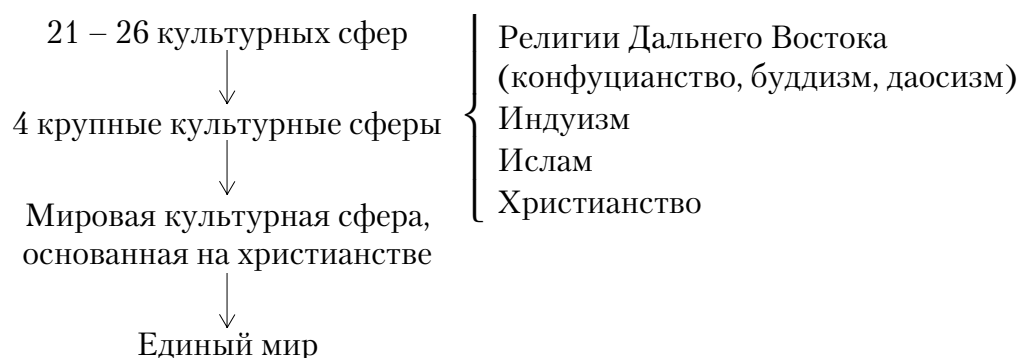 21 – 26 культурных сфер
4 крупные культурные сферы
Мировая культурная сфера,
основанная на христианстве
Единый мир
Религии Дальнего Востока
(конфуцианство, буддизм, даосизм)
Индуизм
Ислам
Христианство